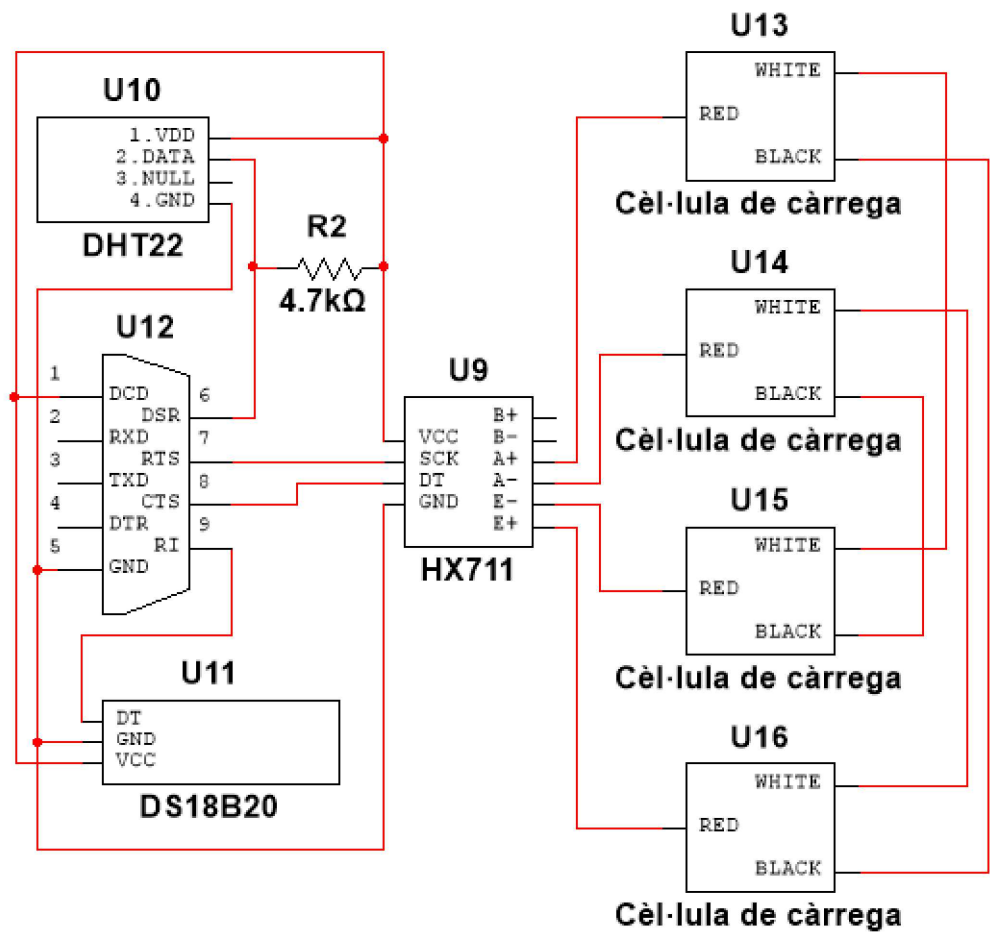 U10
1.VDD
2.DATA
3.NULL
4.GND
DHT22
R2
4.7kΩ
U12
1
DCD
6
2
DSR
RXD
7
3
RTS
TXD
8
4
CTS
DTR
9
5
RI
GND
U11
DT
GND
VCC
DS18B20
U9
B+
VCC
B-
SCK
A+
DT
A-
GND
E-
E+
HX711
U13
WHITE
RED
BLACK
Cèl·lula de càrrega
U14
WHITE
RED
BLACK
Cèl·lula de càrrega
U15
WHITE
RED
BLACK
Cèl·lula de càrrega
U16
WHITE
RED
BLACK
Cèl·lula de càrrega